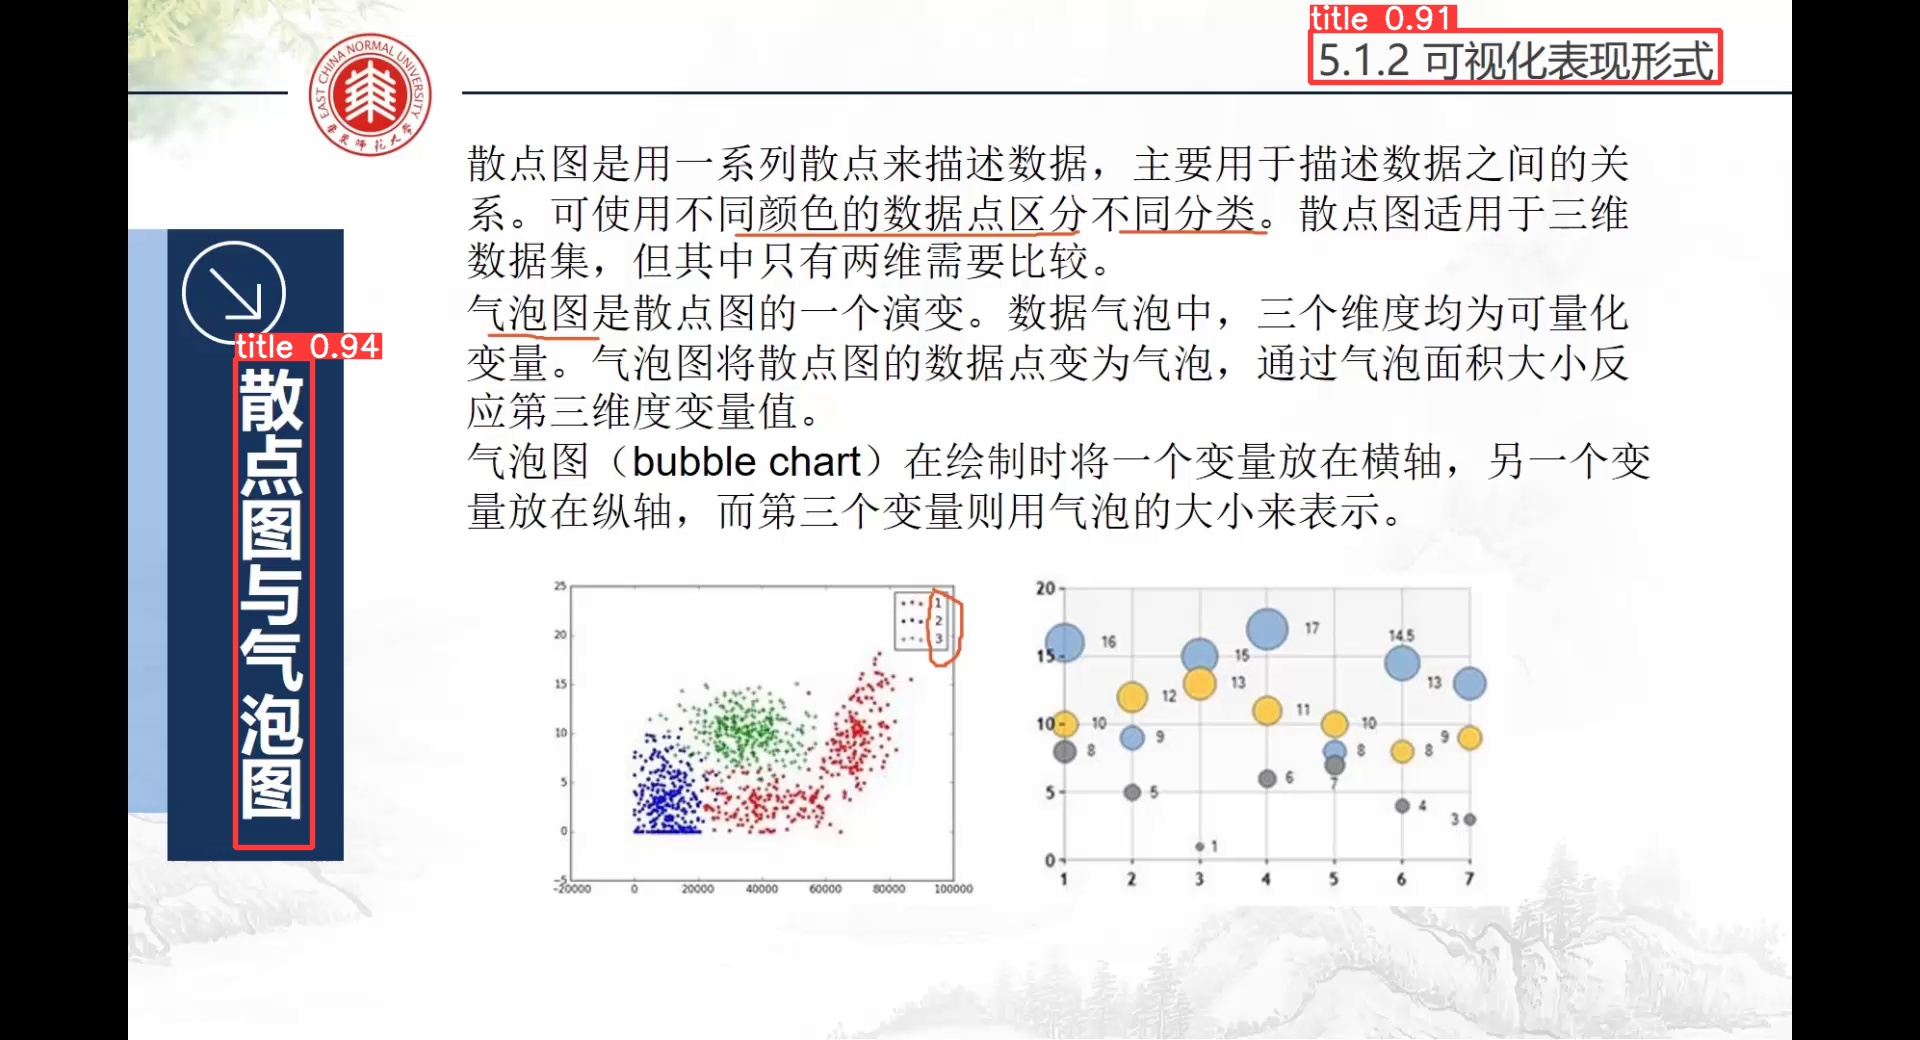 title 0.91
5.1.2 可视化表现形式
EAST CHINA NORMAL UNIVERSITY
华东师范大学
title 0.94
散点图与气泡图
散点图是用一系列散点来描述数据，主要用于描述数据之间的关
系。可使用不同颜色的数据点区分不同分类。散点图适用于三维
数据集，但其中只有两维需要比较。
气泡图是散点图的一个演变。数据气泡中，三个维度均为可量化
变量。气泡图将散点图的数据点变为气泡，通过气泡面积大小反
应第三维度变量值。
气泡图（bubble chart）在绘制时将一个变量放在横轴，另一个变
量放在纵轴，而第三个变量则用气泡的大小来表示。
25
20
15
10
5
0
-5
-20000 0 20000 40000 60000 80000 100000
1
2
3
20
15
10
5
0
1 2 3 4 5 6 7
16
10
8
12
9
5
15
13
1
17
11
6
10
8
7
14.5
8
4
13
9
3